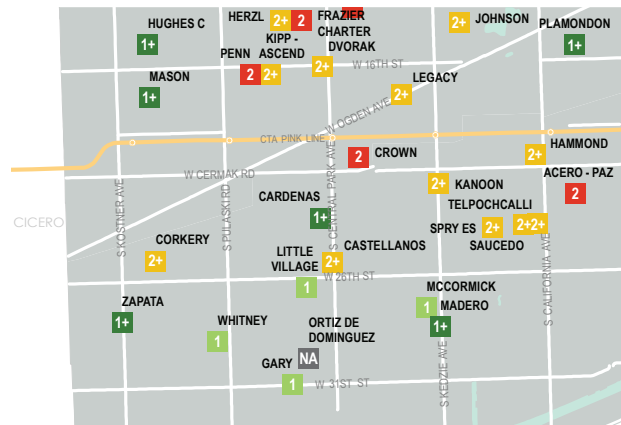 HUGHES C
1+
HERZL
2+
2
FRAZIER
CHARTER
DVORAK
2+
KIPP -
ASCEND
PENN
2
2+
JOHNSON
2+
PLAMONDON
1+
W 16TH ST
MASON
1+
LEGACY
2+
W OGDEN AVE
CTA PINK LINE
2
CROWN
HAMMOND
2+
W CERMAK RD
ACERO - PAZ
2
2+
KANOON
CARDENAS
1+
TELPOCHCALLI
SPRY ES
2+
2+
2+
SAUCEDO
CICERO
S KOSTNER AVE
S PULASKI RD
S CENTRAL PARK AVE
S KEDZIE AVE
S CALIFORNIA AVE
CORKERY
2+
LITTLE
VILLAGE
1
CASTELLANOS
2+
W 26TH ST
MCCORMICK
1
MADERO
1+
ZAPATA
1+
WHITNEY
1
ORTIZ DE
DOMINGUEZ
NA
GARY
1
W 31ST ST